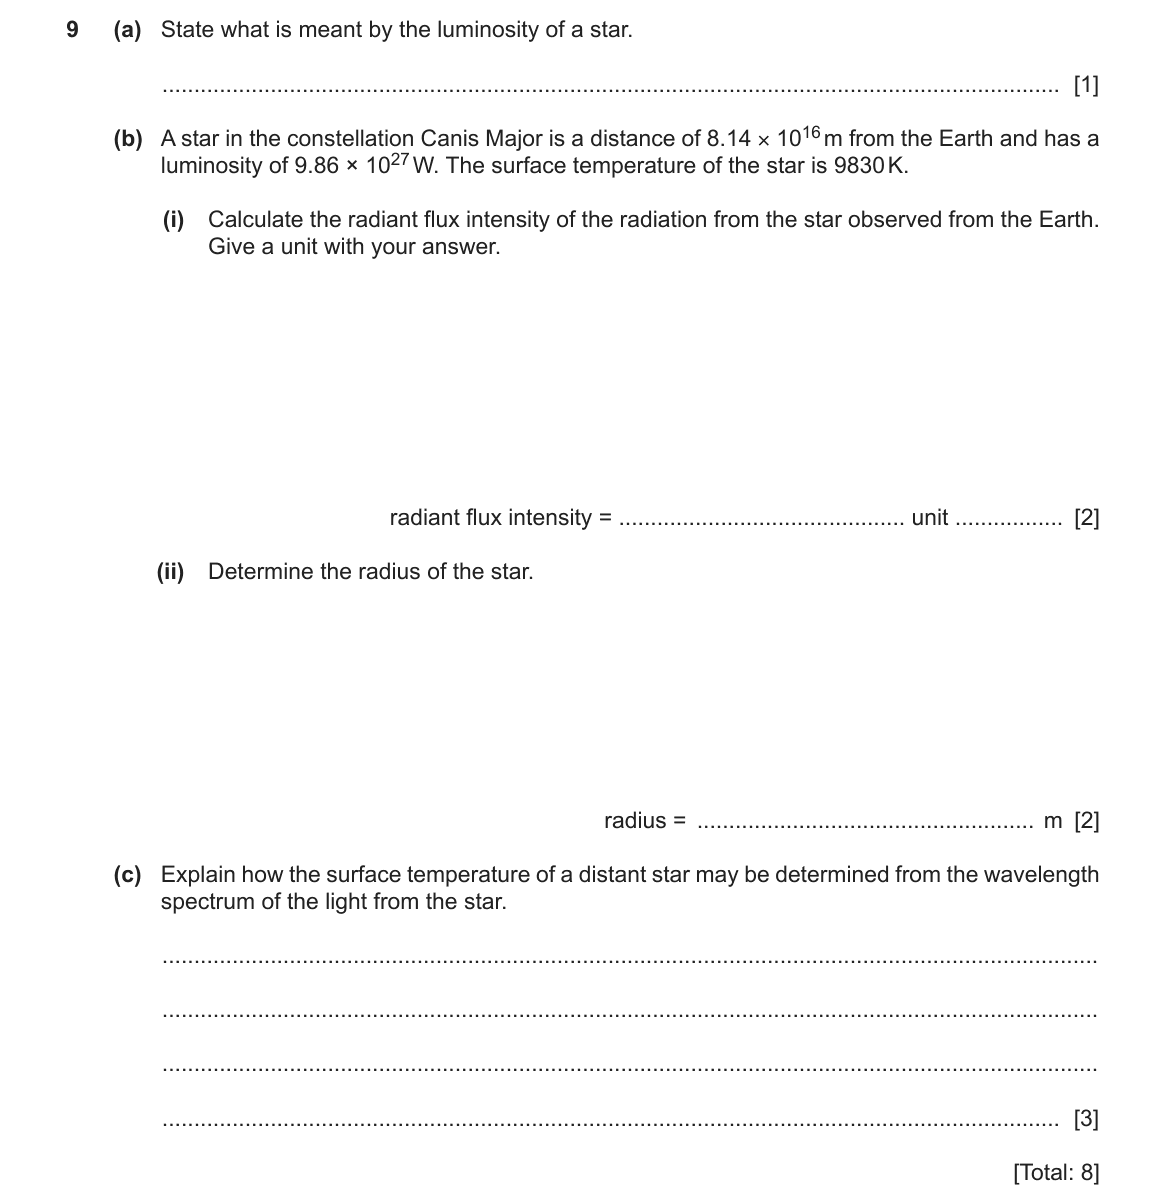 9 (a) State what is meant by the luminosity of a star.
.................................................................................................................................................. [1]
(b) A star in the constellation Canis Major is a distance of 8.14 × 10¹⁶ m from the Earth and has a
luminosity of 9.86 × 10²⁷ W. The surface temperature of the star is 9830 K.
(i) Calculate the radiant flux intensity of the radiation from the star observed from the Earth.
Give a unit with your answer.
radiant flux intensity = ............................................. unit ................. [2]
(ii) Determine the radius of the star.
radius = ..................................................... m [2]
(c) Explain how the surface temperature of a distant star may be determined from the wavelength
spectrum of the light from the star.
..................................................................................................................................................
..................................................................................................................................................
..................................................................................................................................................
.................................................................................................................................................. [3]
[Total: 8]